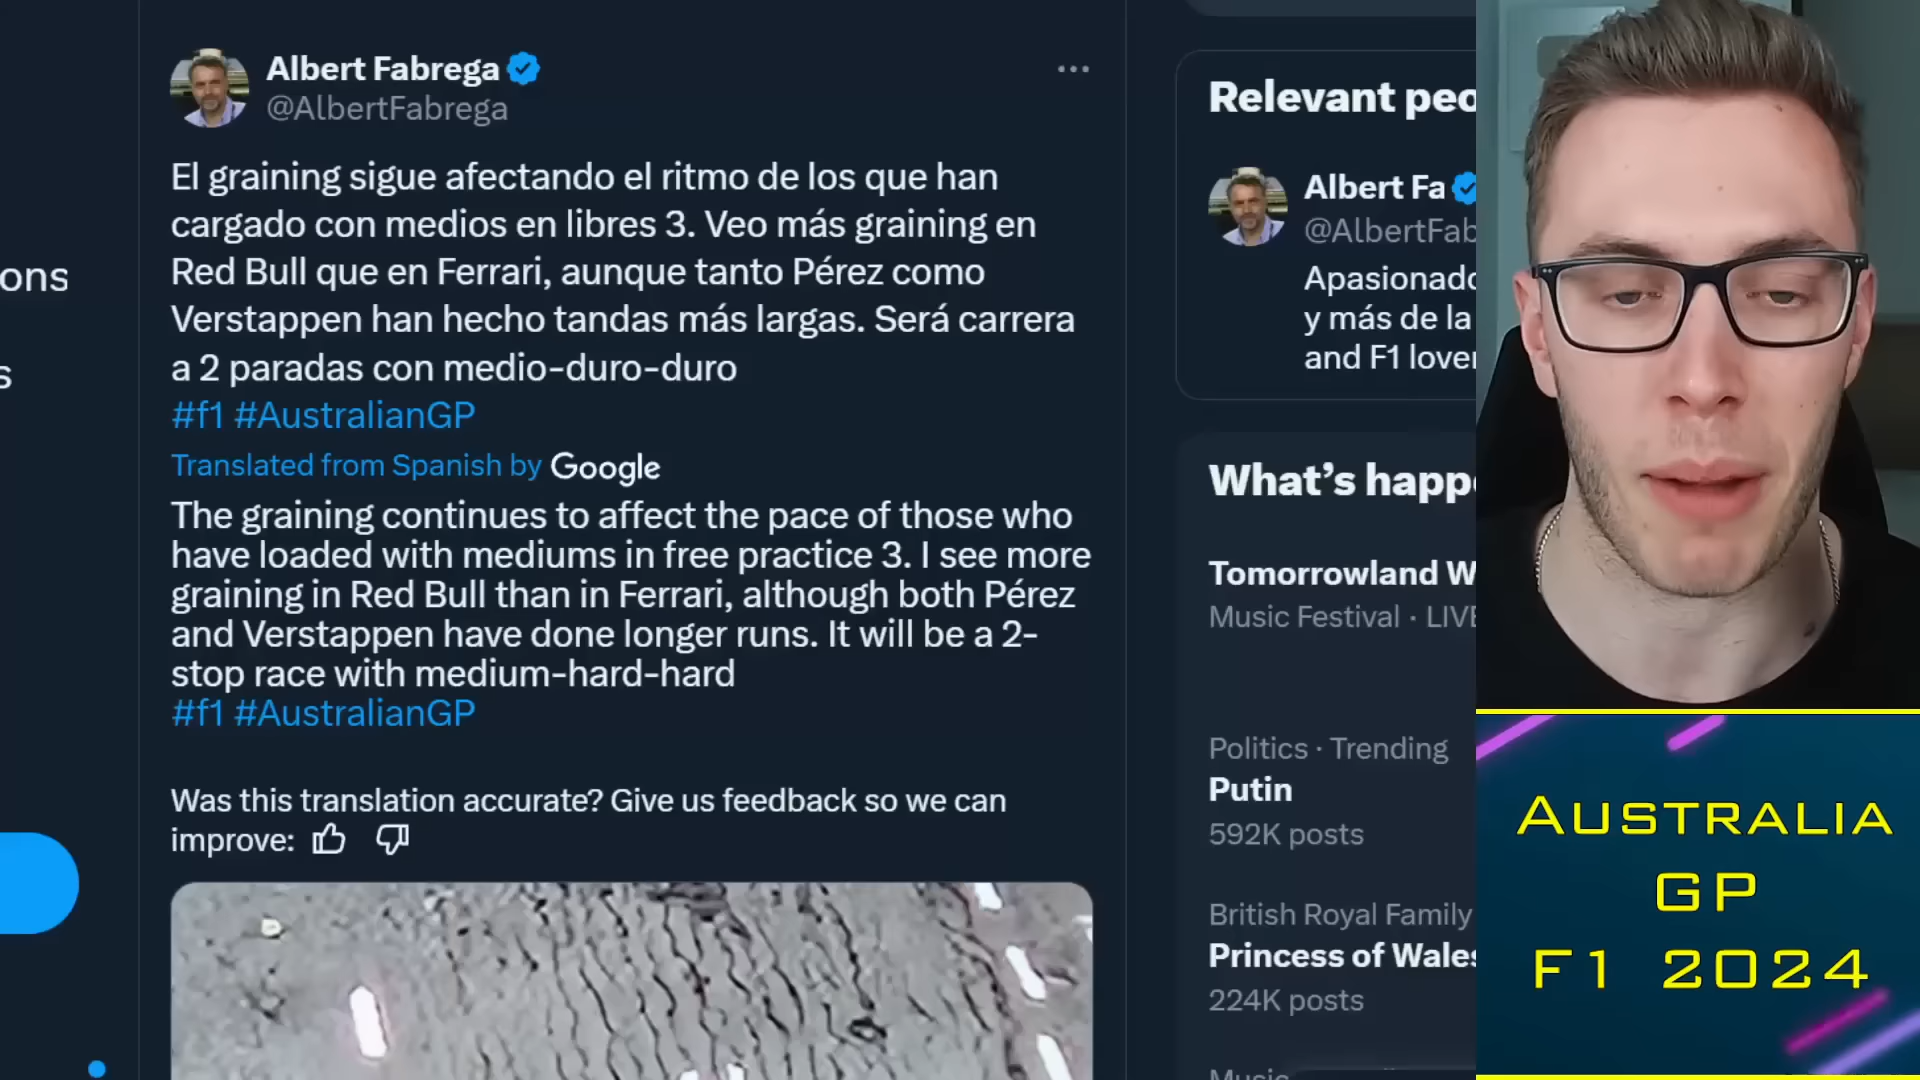 Albert Fabrega
@AlbertFabrega
El graining sigue afectando el ritmo de los que han
cargado con medios en libres 3. Veo más graining en
Red Bull que en Ferrari, aunque tanto Pérez como
Verstappen han hecho tandas más largas. Será carrera
a 2 paradas con medio-duro-duro
#f1 #AustralianGP
Translated from Spanish by Google
The graining continues to affect the pace of those who
have loaded with mediums in free practice 3. I see more
graining in Red Bull than in Ferrari, although both Pérez
and Verstappen have done longer runs. It will be a 2-
stop race with medium-hard-hard
#f1 #AustralianGP
Was this translation accurate? Give us feedback so we can
improve:
ons
s
Relevant peo
Albert Fa
@AlbertFab
Apasionado
y más de la
and F1 lover
What's happe
Tomorrowland W
Music Festival · LIVE
Politics · Trending
Putin
592K posts
British Royal Family
Princess of Wales
224K posts
Music
AUSTRALIA
GP
F1 2024